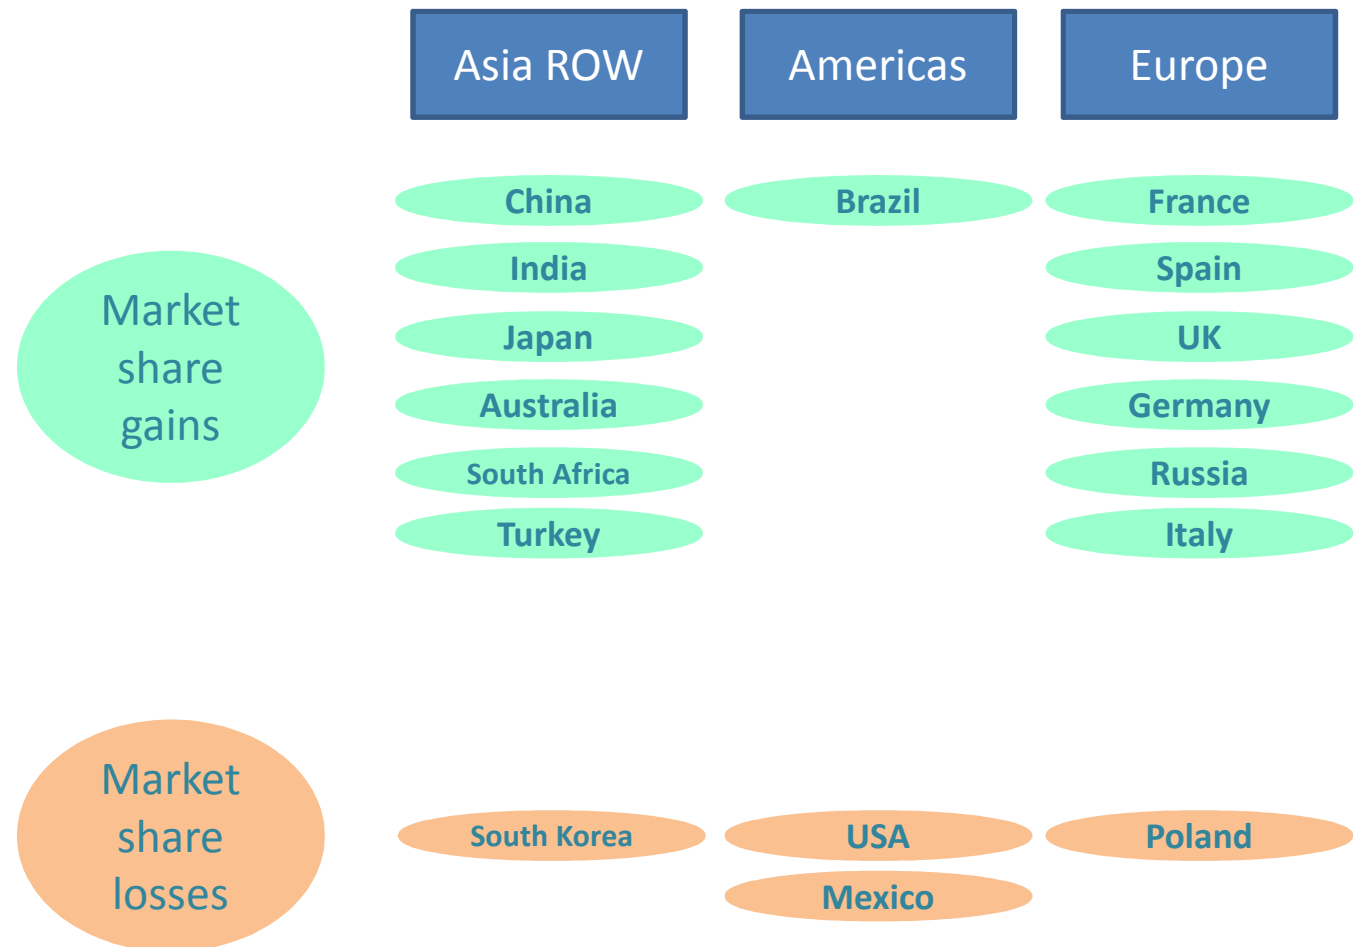 Asia ROW
Americas
Europe
Market
share
gains
China
Brazil
France
India
Spain
Japan
UK
Australia
Germany
South Africa
Russia
Turkey
Italy
Market
share
losses
South Korea
USA
Poland
Mexico